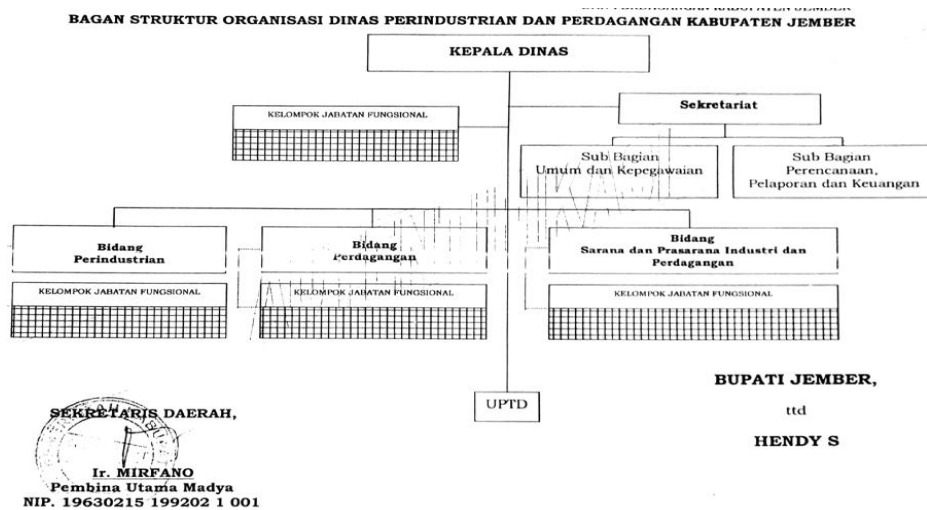 BAGAN STRUKTUR ORGANISASI DINAS PERINDUSTRIAN DAN PERDAGANGAN KABUPATEN JEMBER
KEPALA DINAS
KELOMPOK JABATAN FUNGSIONAL
Sekretariat
Sub Bagian
Umum dan Kepegawaian
Sub Bagian
Perencanaan,
Pelaporan dan Keuangan
Bidang
Perindustrian
Bidang
Perdagangan
Bidang
Sarana dan Prasarana Industri dan
Perdagangan
KELOMPOK JABATAN FUNGSIONAL
KELOMPOK JABATAN FUNGSIONAL
KELOMPOK JABATAN FUNGSIONAL
UPTD
BUPATI JEMBER,
ttd
HENDY S
SEKRETARIS DAERAH,
Ir. MIRFANO
Pembina Utama Madya
NIP. 19630215 199202 1 001